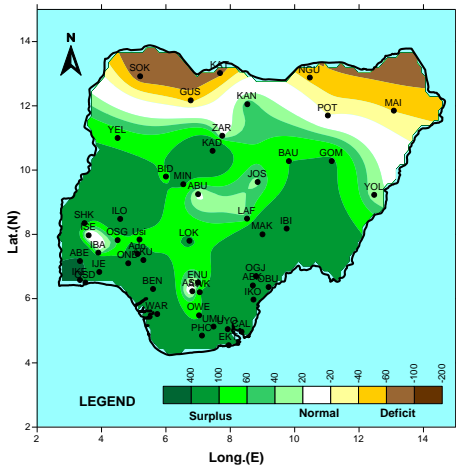 14
12
10
8
6
4
2
Lat.(N)
N
SOK
KAT
NGU
GUS
KAN
MAI
POT
ZAR
YEL
KAD
BAU
GOM
BID
MIN
JOS
ABU
YOL
SHK
ILO
LAF
ISE
IBI
OSG
Usi
LOK
MAK
IBA
ABE
IJE
OND
IKE
BEN
ENU
AWK
OGJ
OBU
IKO
WAR
OWE
UMU
UYO
CAL
PHC
EKT
LEGEND
400
100
60
40
20
-20
-40
-60
-100
-200
Surplus
Normal
Deficit
2
4
6
8
10
12
14
Long.(E)